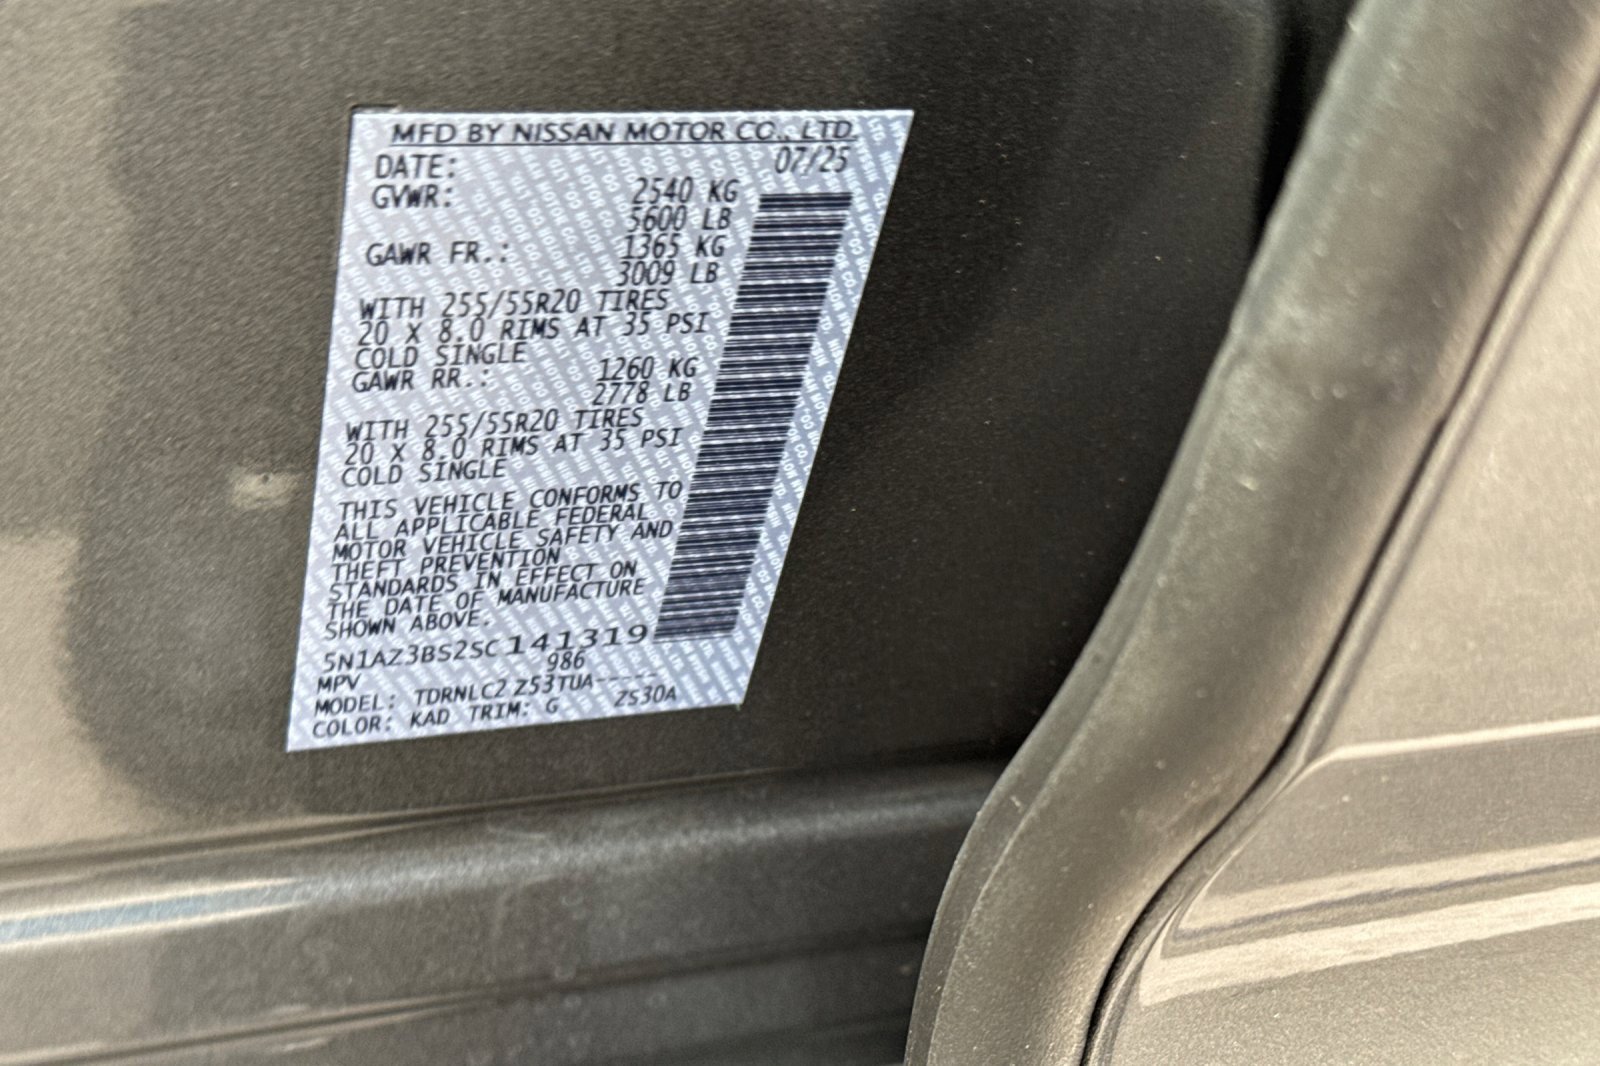 MFD BY NISSAN MOTOR CO., LTD.
DATE: 07/25
GVWR: 2540 KG
5600 LB
GAWR FR.: 1365 KG
3009 LB
WITH 255/55R20 TIRES
20 X 8.0 RIMS AT 35 PSI
COLD SINGLE
GAWR RR.: 1260 KG
2778 LB
WITH 255/55R20 TIRES
20 X 8.0 RIMS AT 35 PSI
COLD SINGLE
THIS VEHICLE CONFORMS TO
ALL APPLICABLE FEDERAL
MOTOR VEHICLE SAFETY AND
THEFT PREVENTION
STANDARDS IN EFFECT ON
THE DATE OF MANUFACTURE
SHOWN ABOVE.
5N1AZ3BS2SC141319
986
MPV
MODEL: TDRNLC2 Z53TUA-----
COLOR: KAD TRIM: G ZS30A